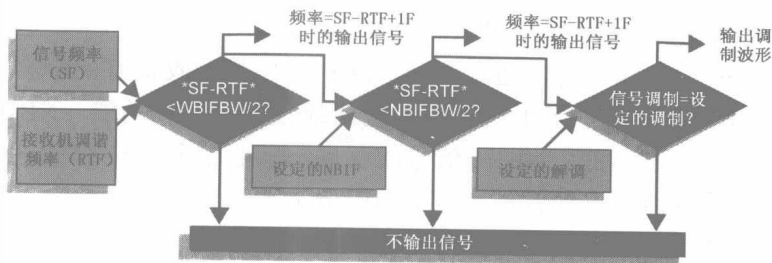 信号频率
(SF)
接收机调谐
频率 (RTF)
*SF-RTF*
<WBIFBW/2?
频率=SF-RTF+1F
时的输出信号
设定的NBIF
*SF-RTF*
<NBIFBW/2?
频率=SF-RTF+1F
时的输出信号
设定的解调
信号调制=设
定的调制?
输出调
制波形
不输出信号